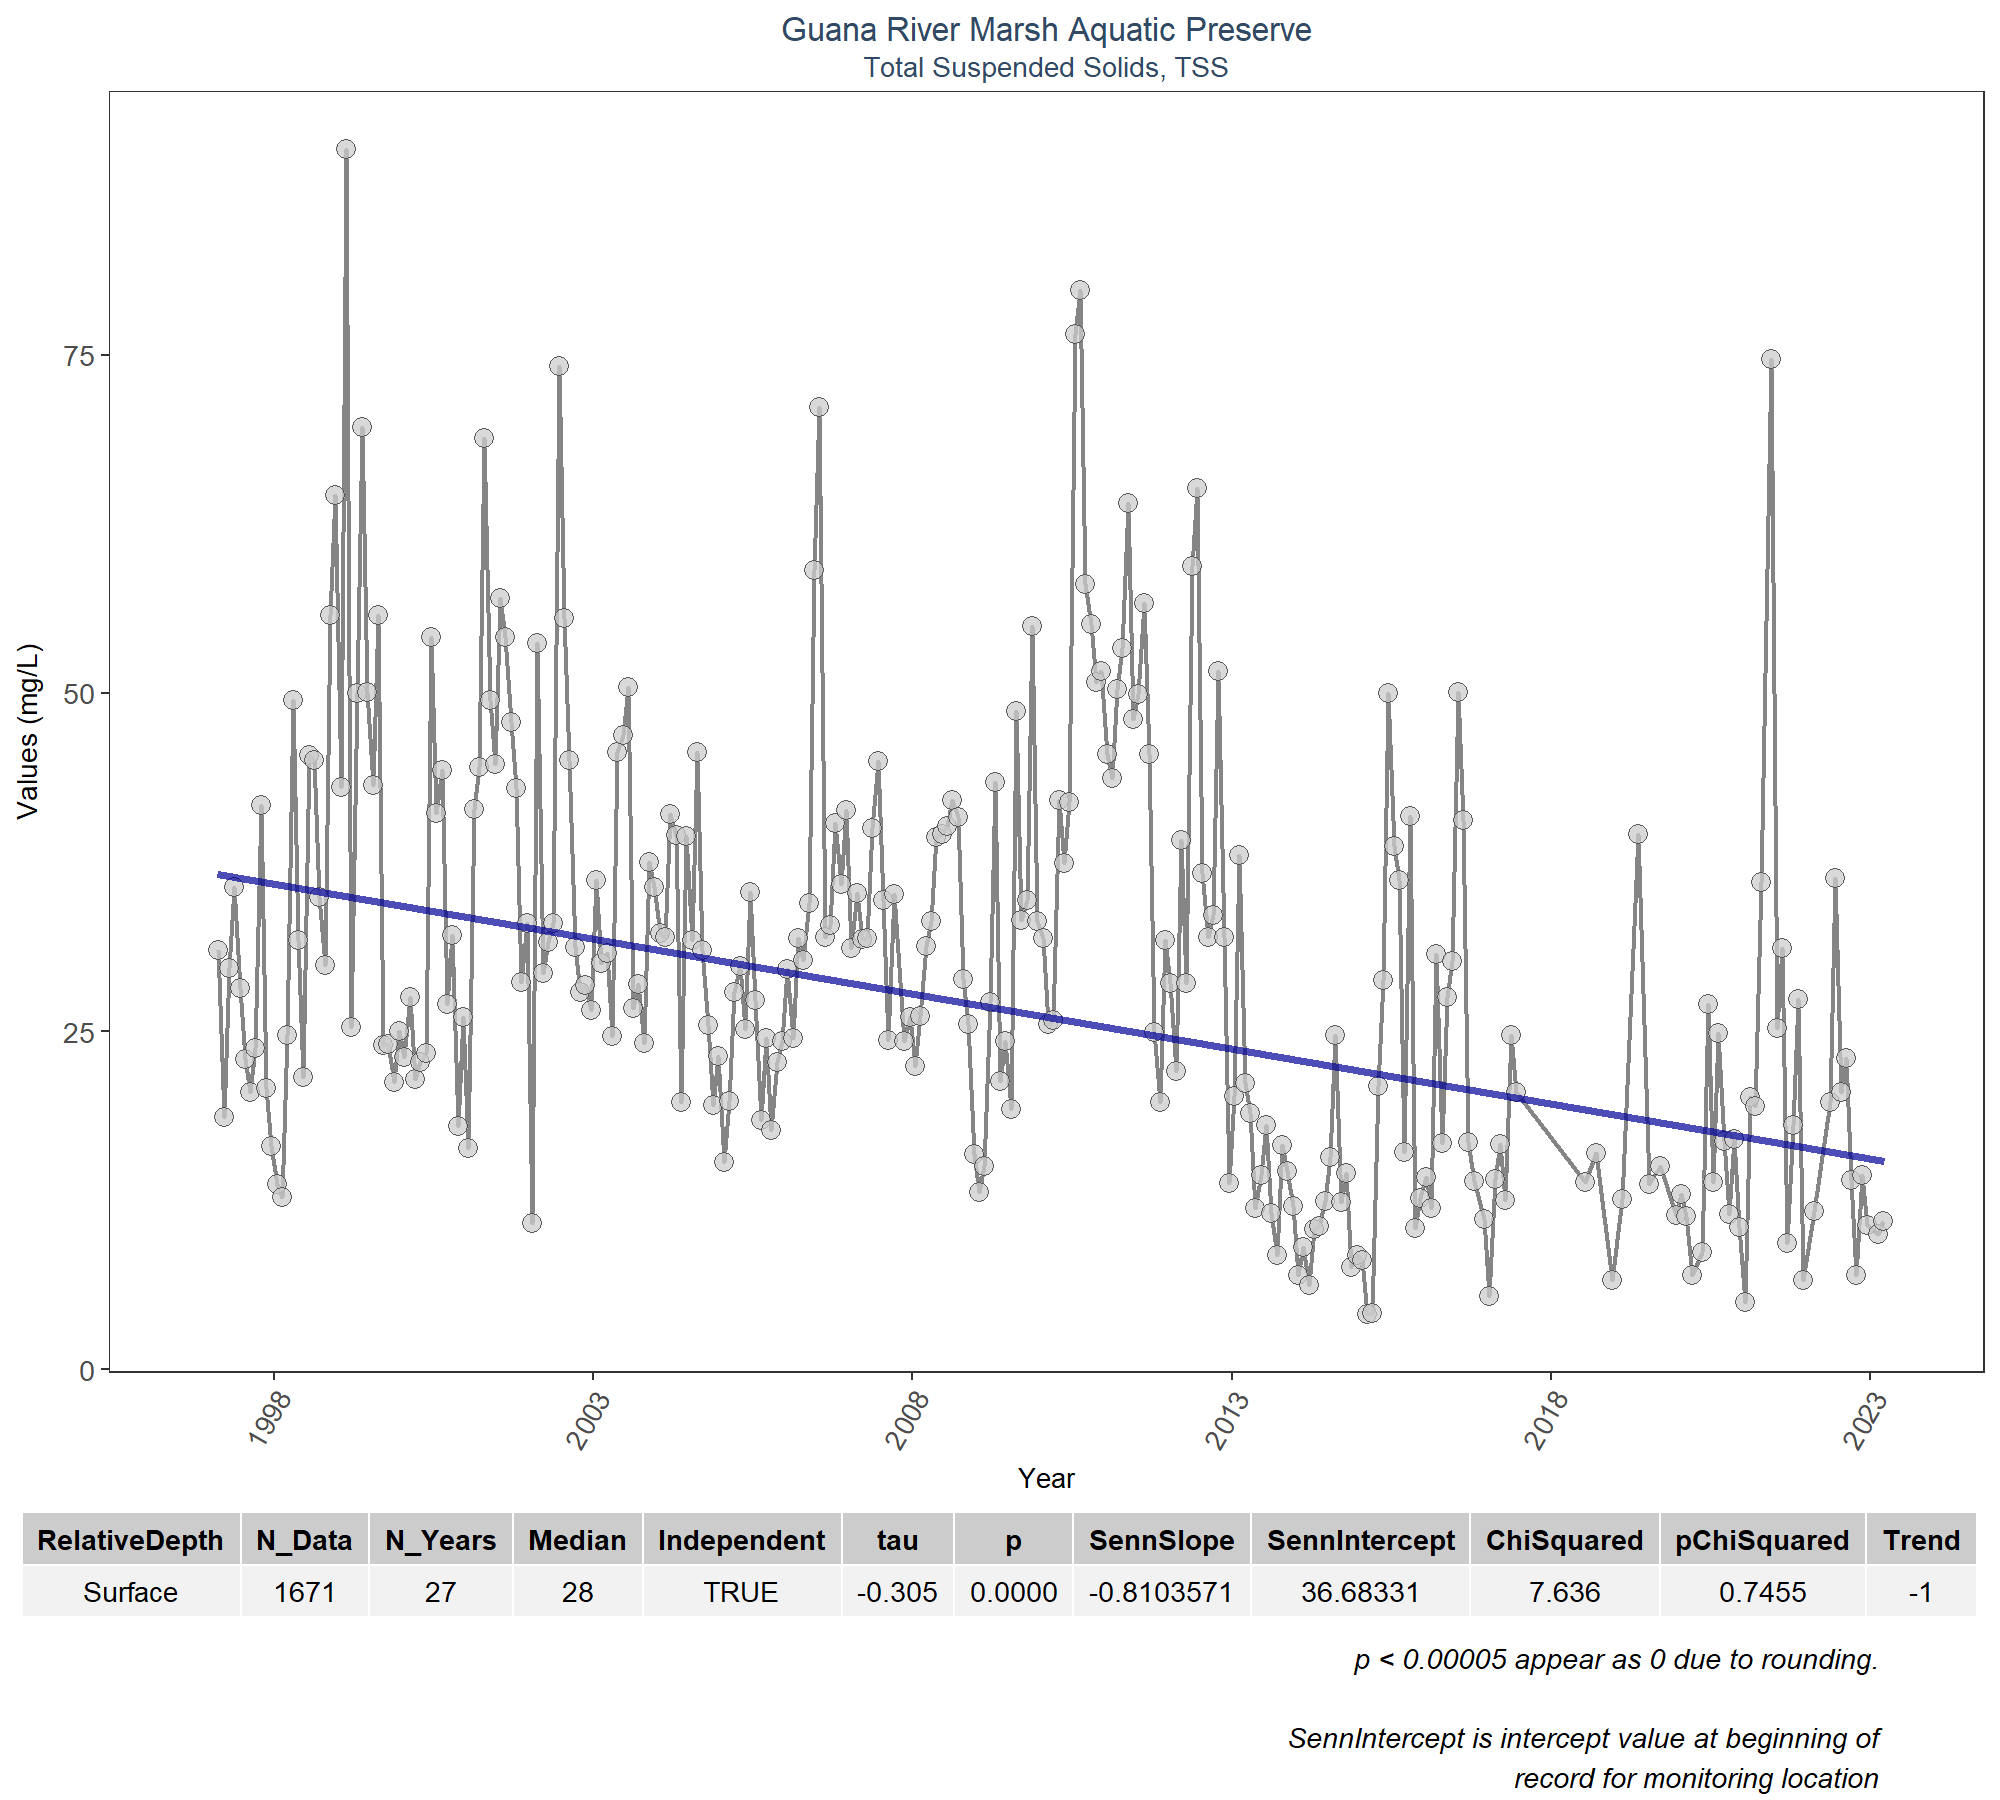 Guana River Marsh Aquatic Preserve
Total Suspended Solids, TSS
Values (mg/L)
75
50
25
0
1998 2003 2008 2013 2018 2023
Year
RelativeDepth N_Data N_Years Median Independent tau p SennSlope SennIntercept ChiSquared pChiSquared Trend
Surface 1671 27 28 TRUE -0.305 0.0000 -0.8103571 36.68331 7.636 0.7455 -1
p < 0.00005 appear as 0 due to rounding.
SennIntercept is intercept value at beginning of
record for monitoring location